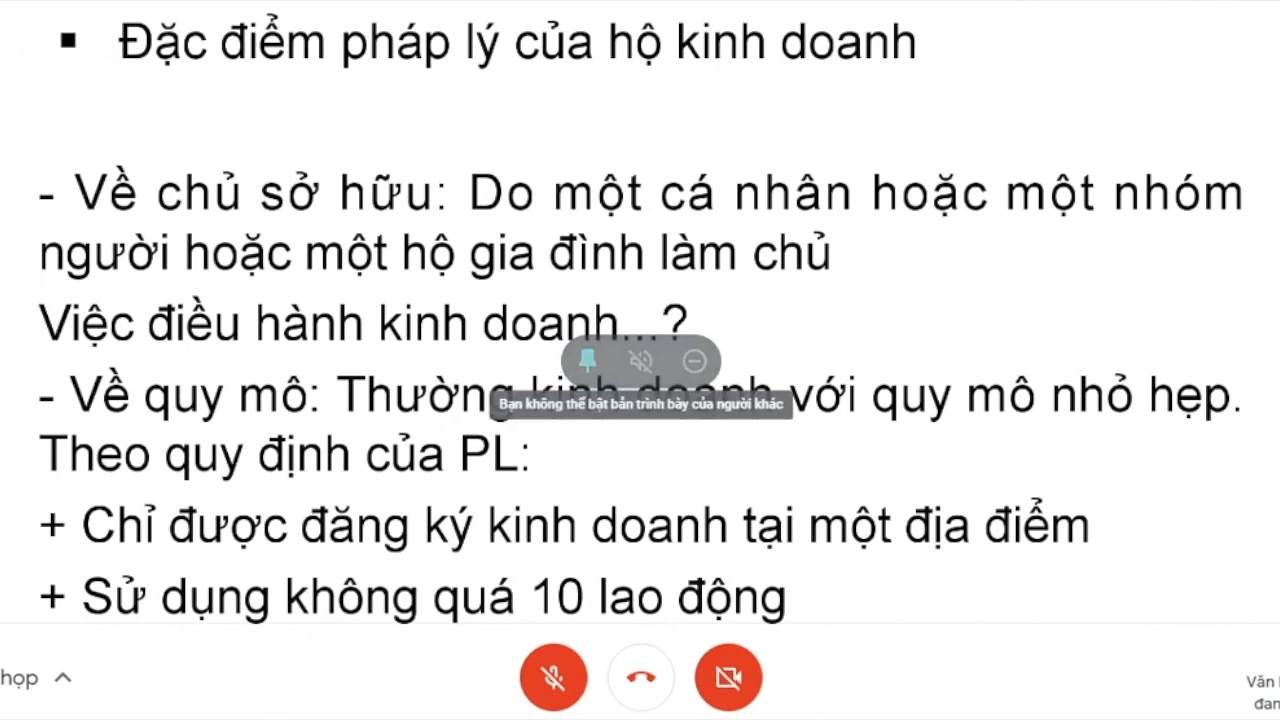 ▪ Đặc điểm pháp lý của hộ kinh doanh
- Về chủ sở hữu: Do một cá nhân hoặc một nhóm
người hoặc một hộ gia đình làm chủ
Việc điều hành kinh doanh...?
- Về quy mô: Thường kinh doanh với quy mô nhỏ hẹp.
Bạn không thể bật bản trình bày của người khác
Theo quy định của PL:
+ Chỉ được đăng ký kinh doanh tại một địa điểm
+ Sử dụng không quá 10 lao động
họp
Văn
đan